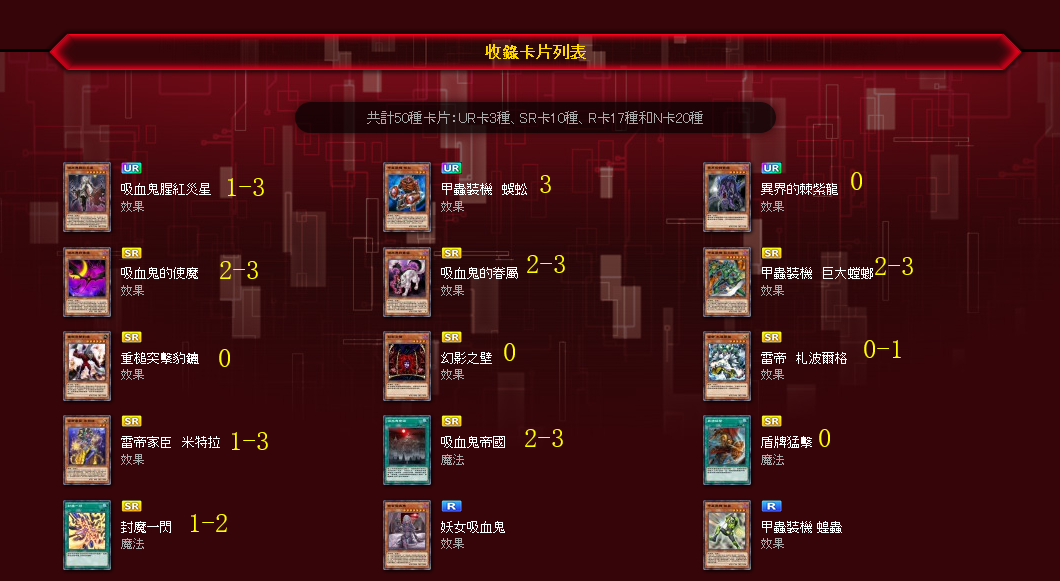 收錄卡片列表
共計50種卡片:UR卡3種、SR卡10種、R卡17種和N卡20種
UR
吸血鬼腥紅災星 1-3
效果
UR
甲蟲裝機 蜈蚣 3
效果
UR
異界的棘紫龍 0
效果
SR
吸血鬼的使魔 2-3
效果
SR
吸血鬼的眷屬 2-3
效果
SR
甲蟲裝機 巨大螳螂 2-3
效果
SR
重槌突擊豹鑣 0
效果
SR
幻影之壁 0
效果
SR
雷帝 札波爾格 0-1
效果
SR
雷帝家臣 米特拉 1-3
效果
SR
吸血鬼帝國 2-3
魔法
SR
盾牌猛擊 0
魔法
SR
封魔一閃 1-2
魔法
R
妖女吸血鬼
效果
R
甲蟲裝機 蝗蟲
效果